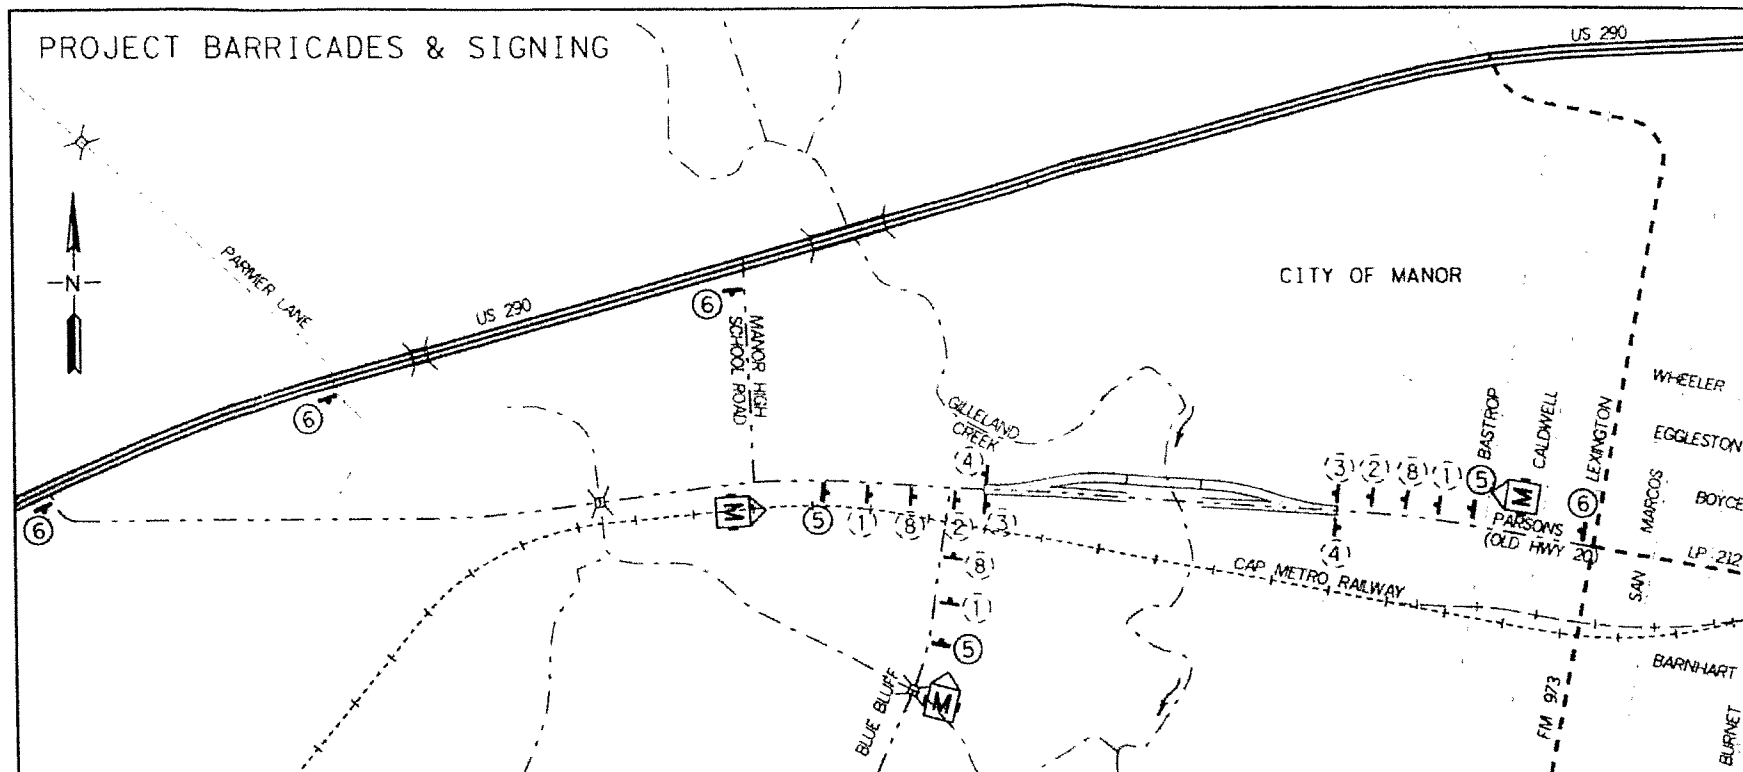 PROJECT BARRICADES & SIGNING
US 290
N
PARMER LANE
US 290
CITY OF MANOR
6
6
6
MANOR HIGH
SCHOOL ROAD
GILLELAND
CREEK
4
WHEELER
BASTROP
CALDWELL
LEXINGTON
EGGLESTON
SAN MARCOS
BOYCE
3
2
8
1
5
M
6
M
5
1
8
2
3
4
PARSONS
(OLD HWY 20)
LP 212
8
CAP METRO RAILWAY
1
5
BARNHART
M
BLUE BLUFF
FM 973
BURNET